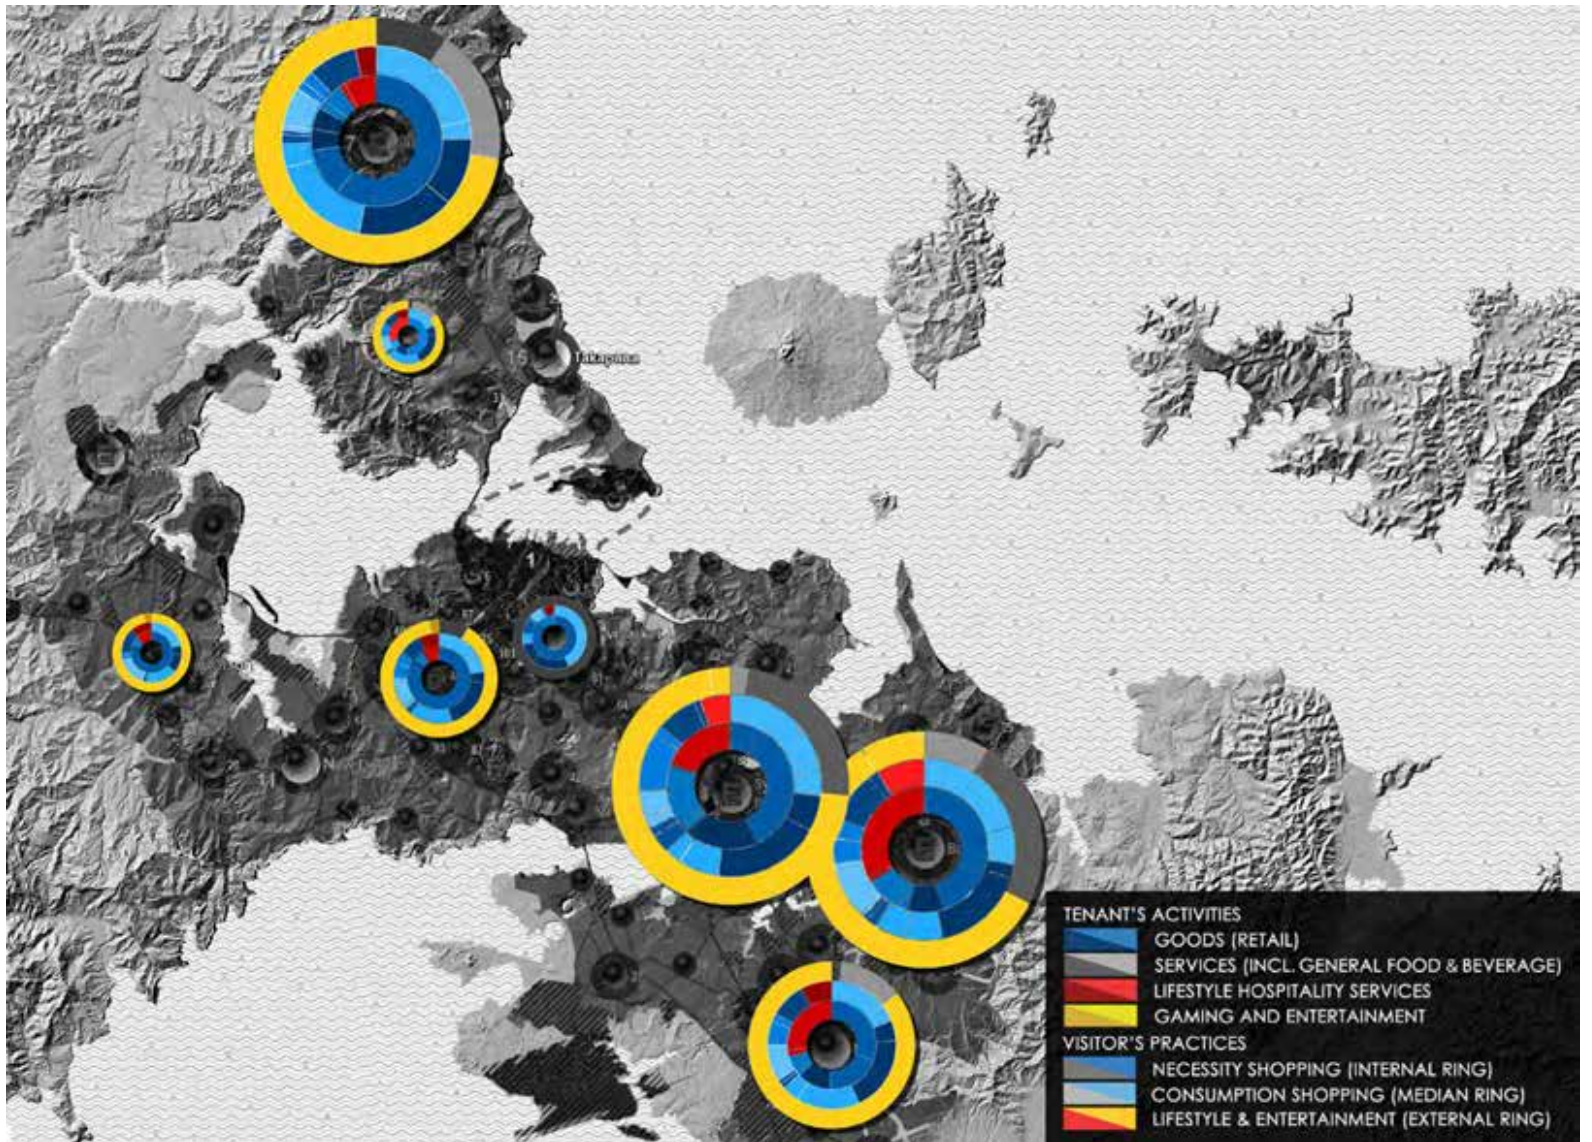 Takapuna
TENANT'S ACTIVITIES
GOODS (RETAIL)
SERVICES (INCL. GENERAL FOOD & BEVERAGE)
LIFESTYLE HOSPITALITY SERVICES
GAMING AND ENTERTAINMENT
VISITOR'S PRACTICES
NECESSITY SHOPPING (INTERNAL RING)
CONSUMPTION SHOPPING (MEDIAN RING)
LIFESTYLE & ENTERTAINMENT (EXTERNAL RING)